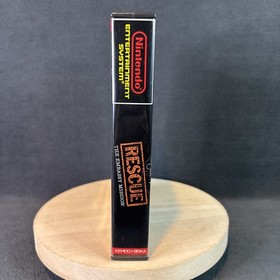 Nintendo
ENTERTAINMENT
SYSTEM
RESCUE
THE EMBASSY MISSION
KEMCO*SEIKA